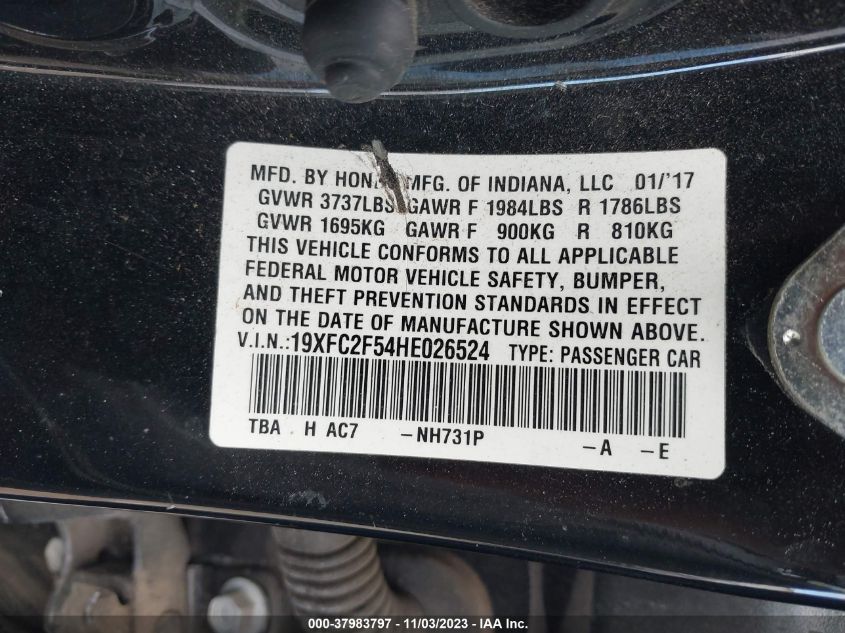 MFD. BY HONDA MFG. OF INDIANA, LLC 01/'17
GVWR 3737LBS GAWR F 1984LBS R 1786LBS
GVWR 1695KG GAWR F 900KG R 810KG
THIS VEHICLE CONFORMS TO ALL APPLICABLE
FEDERAL MOTOR VEHICLE SAFETY, BUMPER,
AND THEFT PREVENTION STANDARDS IN EFFECT
ON THE DATE OF MANUFACTURE SHOWN ABOVE.
V.I.N.:19XFC2F54HE026524 TYPE: PASSENGER CAR
TBA H AC7 -NH731P -A -E
000-37983797 - 11/03/2023 - IAA Inc.